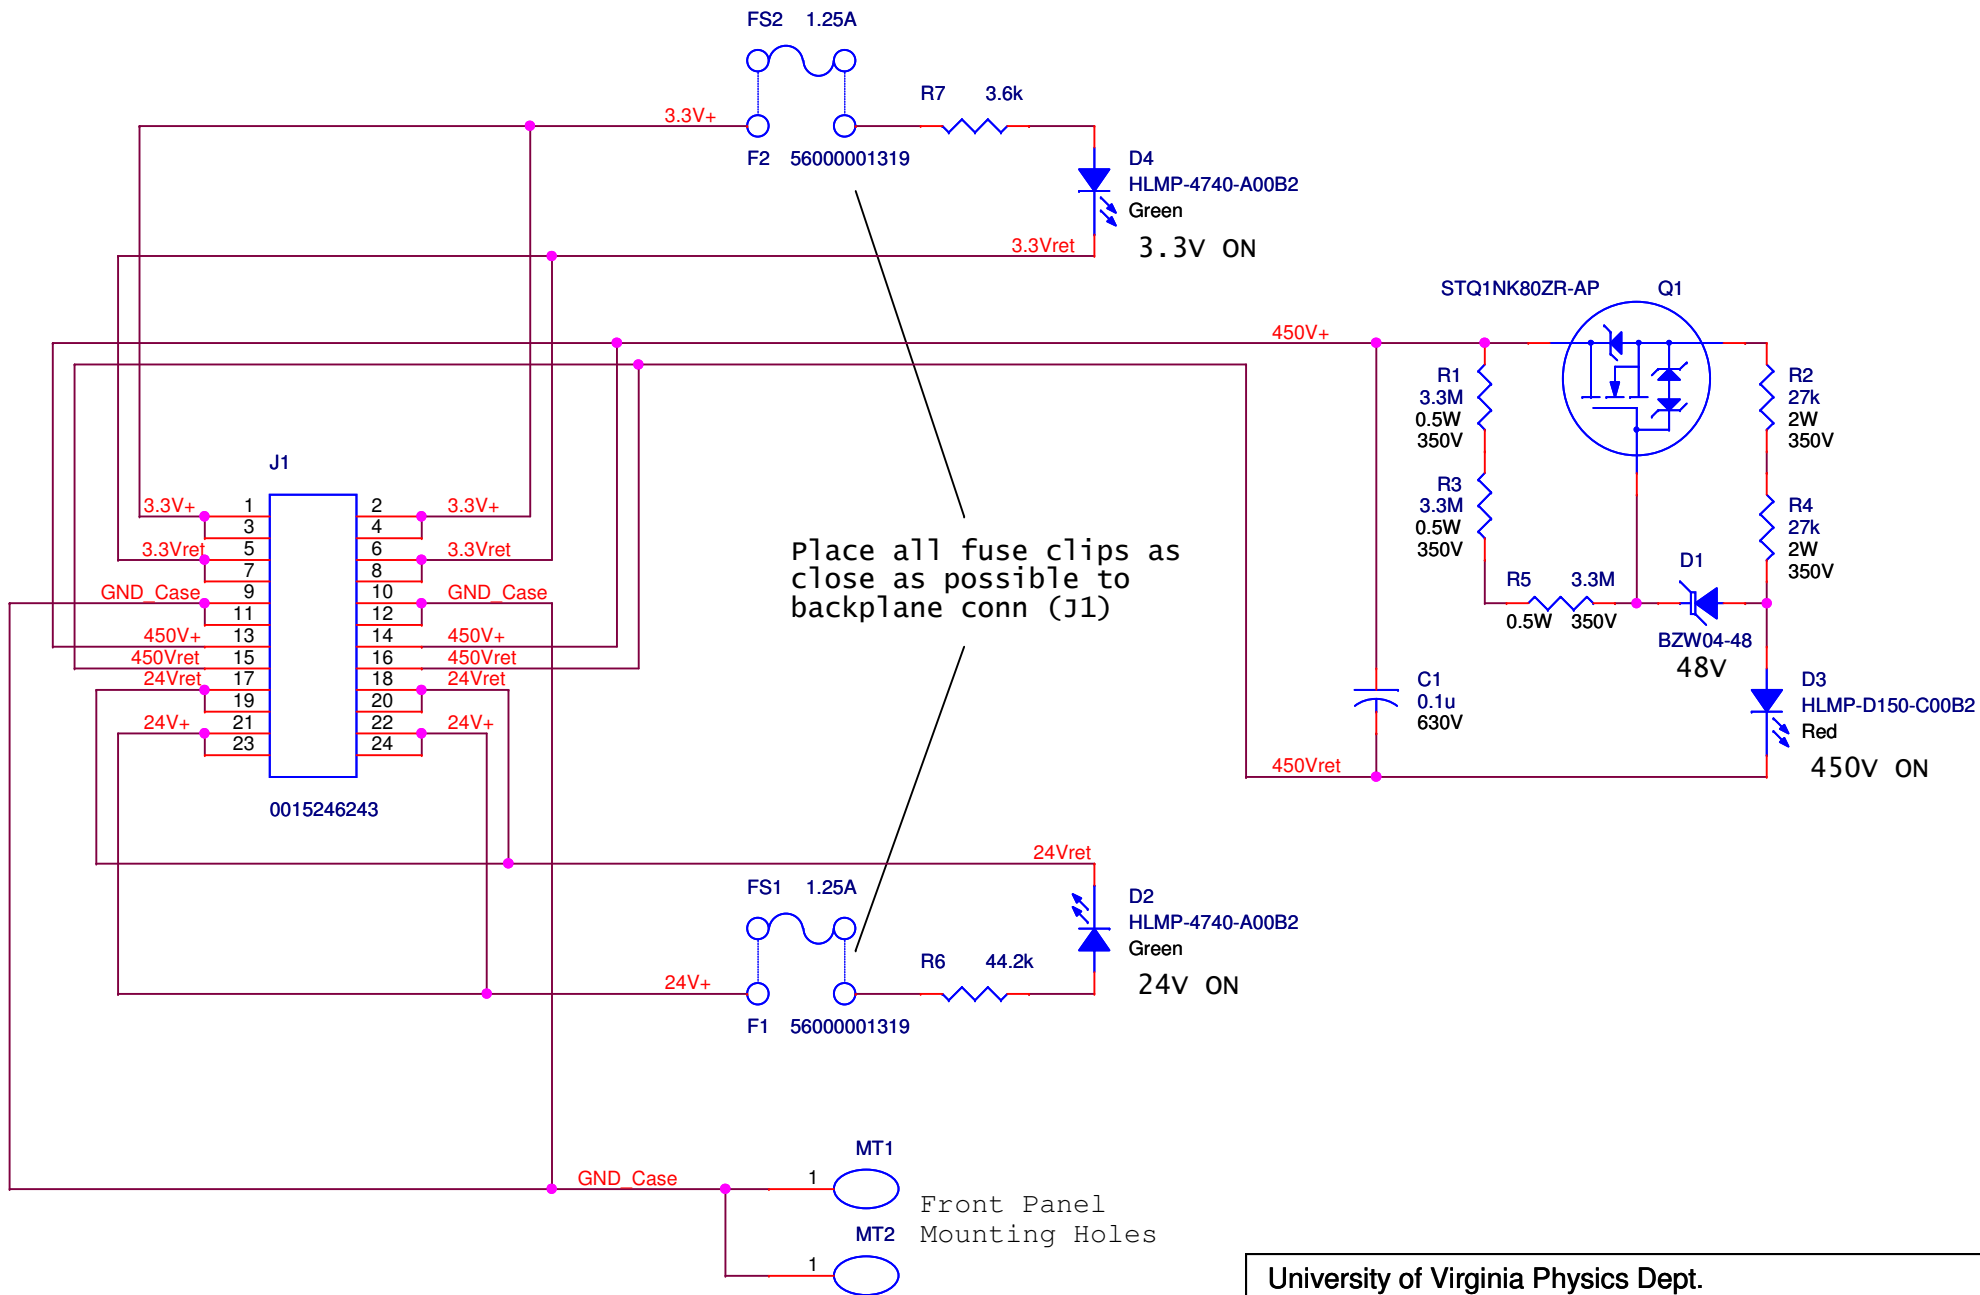 FS2 1.25A
R7 3.6k
3.3V+
F2 56000001319
D4
HLMP-4740-A00B2
Green
3.3V ON
3.3Vret
STQ1NK80ZR-AP Q1
450V+
R1
3.3M
0.5W
350V
R2
27k
2W
350V
R3
3.3M
0.5W
350V
R4
27k
2W
350V
D1
R5 3.3M
0.5W 350V
BZW04-48
48V
D3
HLMP-D150-C00B2
Red
450V ON
C1
0.1u
630V
450Vret
J1
3.3V+ 1 2 3.3V+
3 4
3.3Vret 5 6 3.3Vret
7 8
GND_Case 9 10 GND_Case
11 12
450V+ 13 14 450V+
450Vret 15 16 450Vret
24Vret 17 18 24Vret
19 20
24V+ 21 22 24V+
23 24
0015246243
Place all fuse clips as
close as possible to
backplane conn (J1)
24Vret
FS1 1.25A
D2
HLMP-4740-A00B2
Green
24V ON
R6 44.2k
24V+
F1 56000001319
MT1
GND_Case 1
Front Panel
Mounting Holes
MT2
1
University of Virginia Physics Dept.